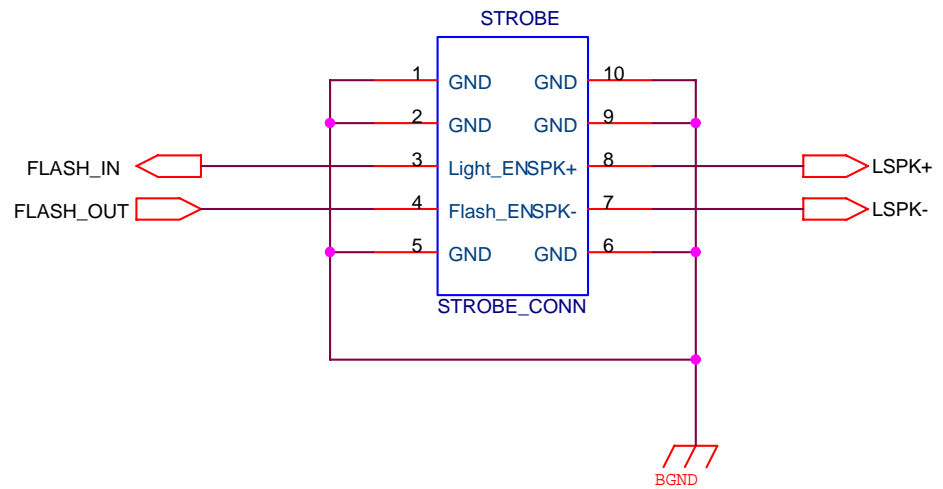 STROBE
1 GND GND 10
2 GND GND 9
FLASH_IN 3 Light_EN SPK+ 8 LSPK+
FLASH_OUT 4 Flash_EN SPK- 7 LSPK-
5 GND GND 6
STROBE_CONN
BGND